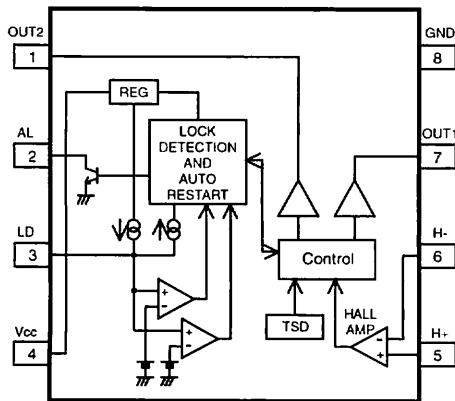 OUT2
1
AL
2
LD
3
Vcc
4
GND
8
OUT1
7
H-
6
H+
5
REG
LOCK
DETECTION
AND
AUTO
RESTART
Control
HALL
AMP
TSD
+
-
+
-
-
+